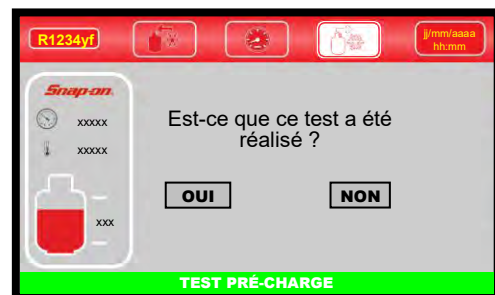 R1234yf
jj/mm/aaaa
hh:mm
Snap-on
xxxxx
xxxxx
xxx
Est-ce que ce test a été
réalisé ?
OUI
NON
TEST PRÉ-CHARGE